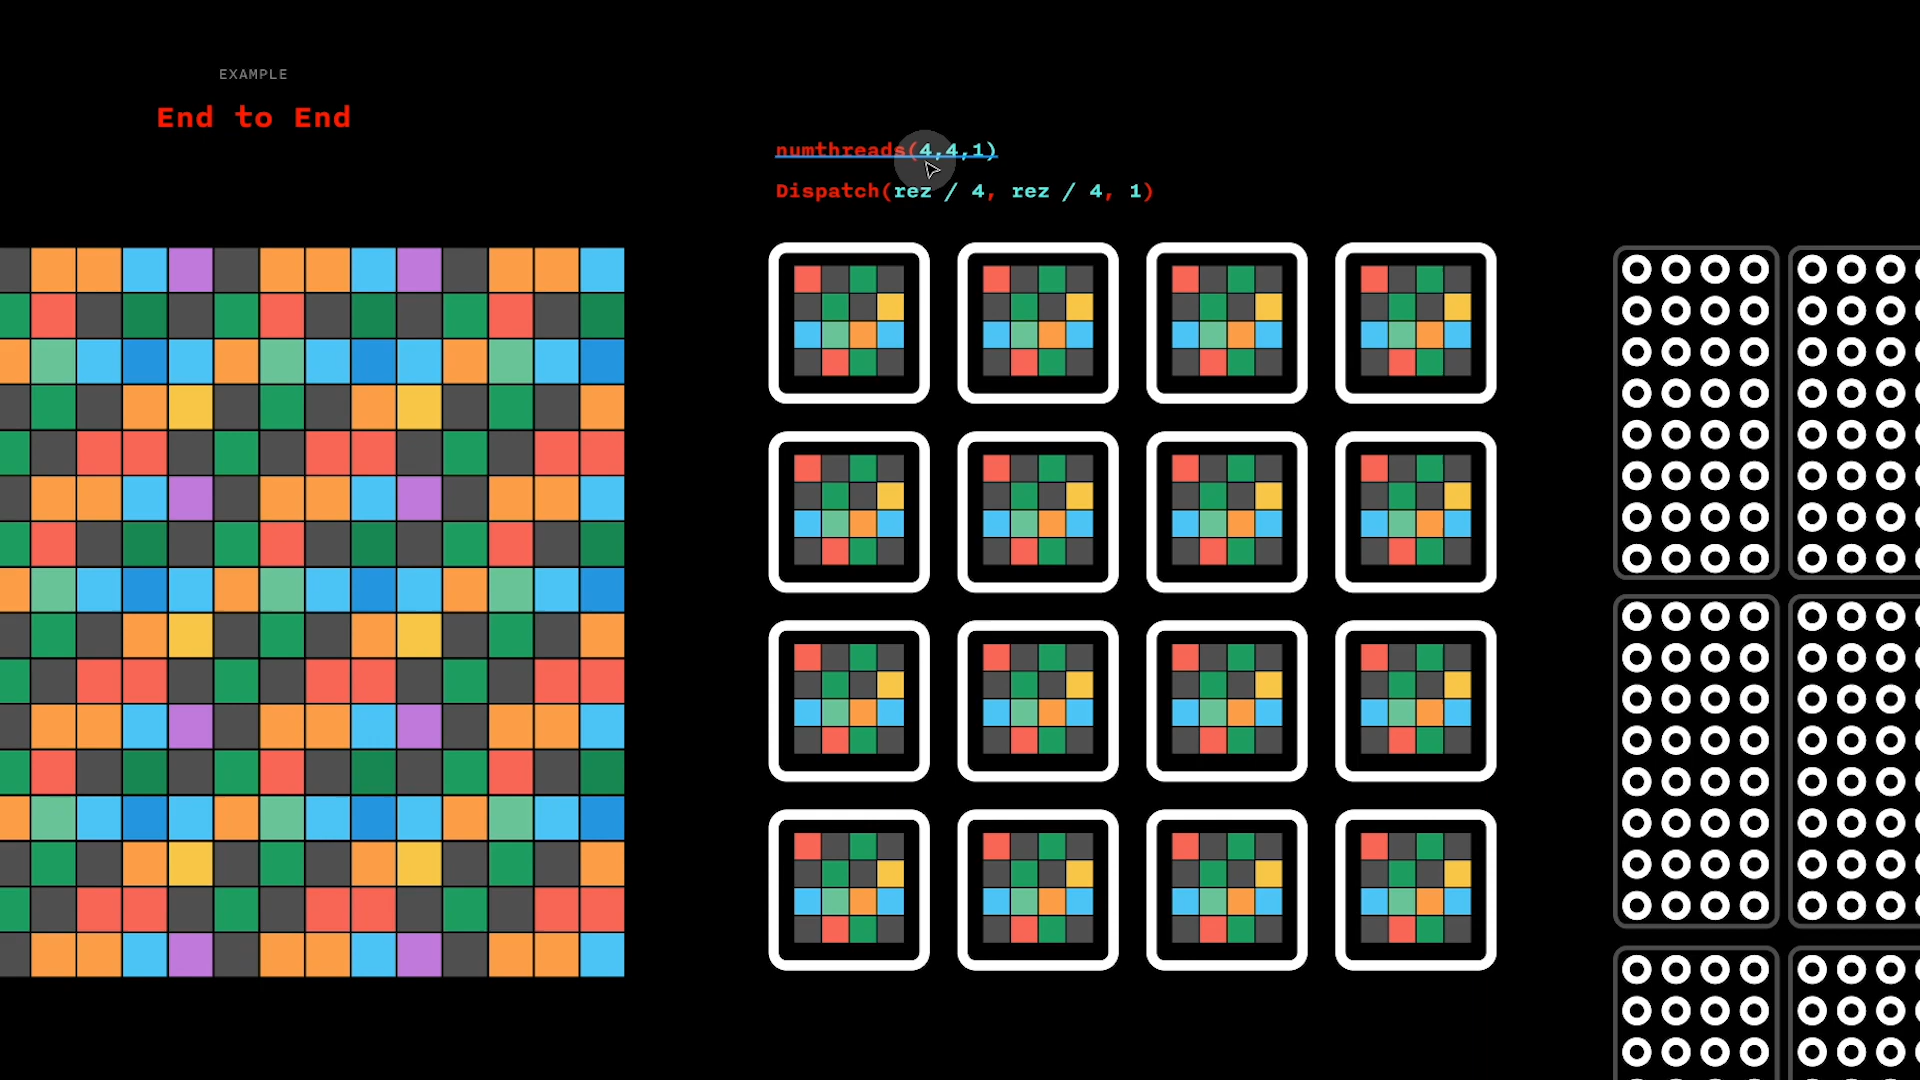 EXAMPLE
End to End
numthreads(4,4,1)
Dispatch(rez / 4, rez / 4, 1)